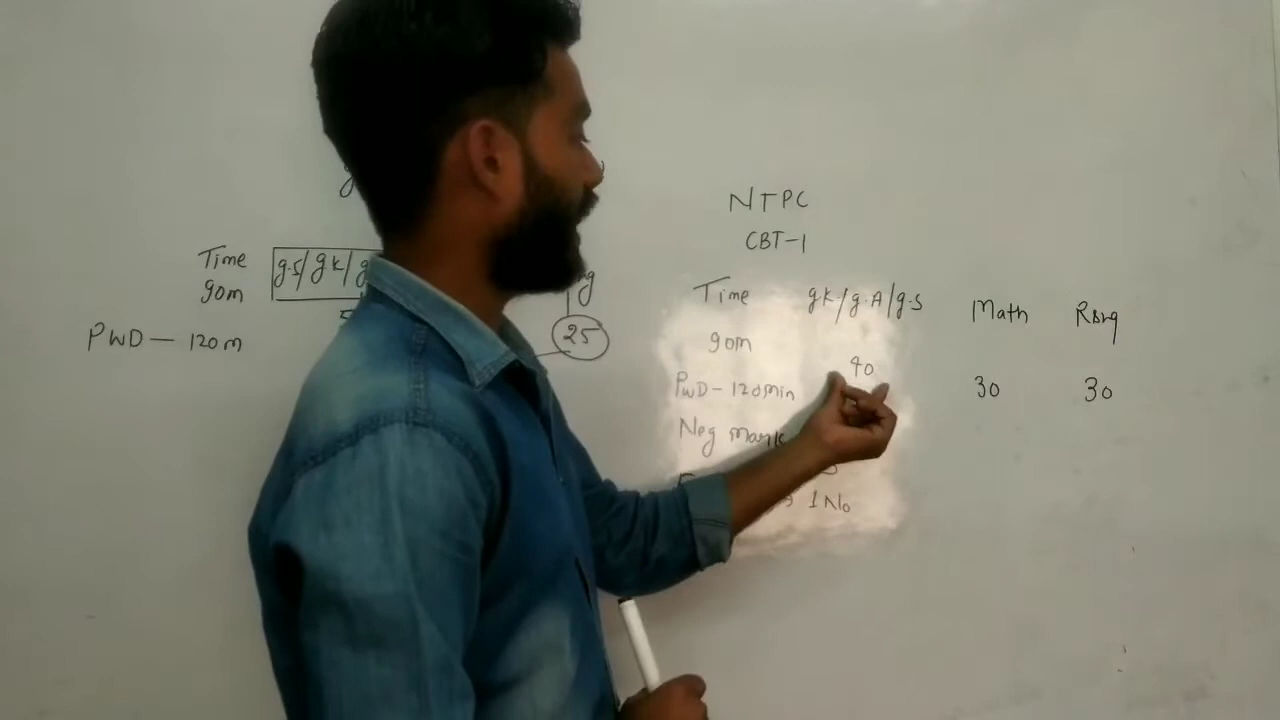 Time g.s/gk/g
90m
PWD - 120m
25
NTPC
CBT-1
Time gk/g.A/g.s Math Rsng
90m
40
PWD - 120min 30 30
Neg mark
1 No